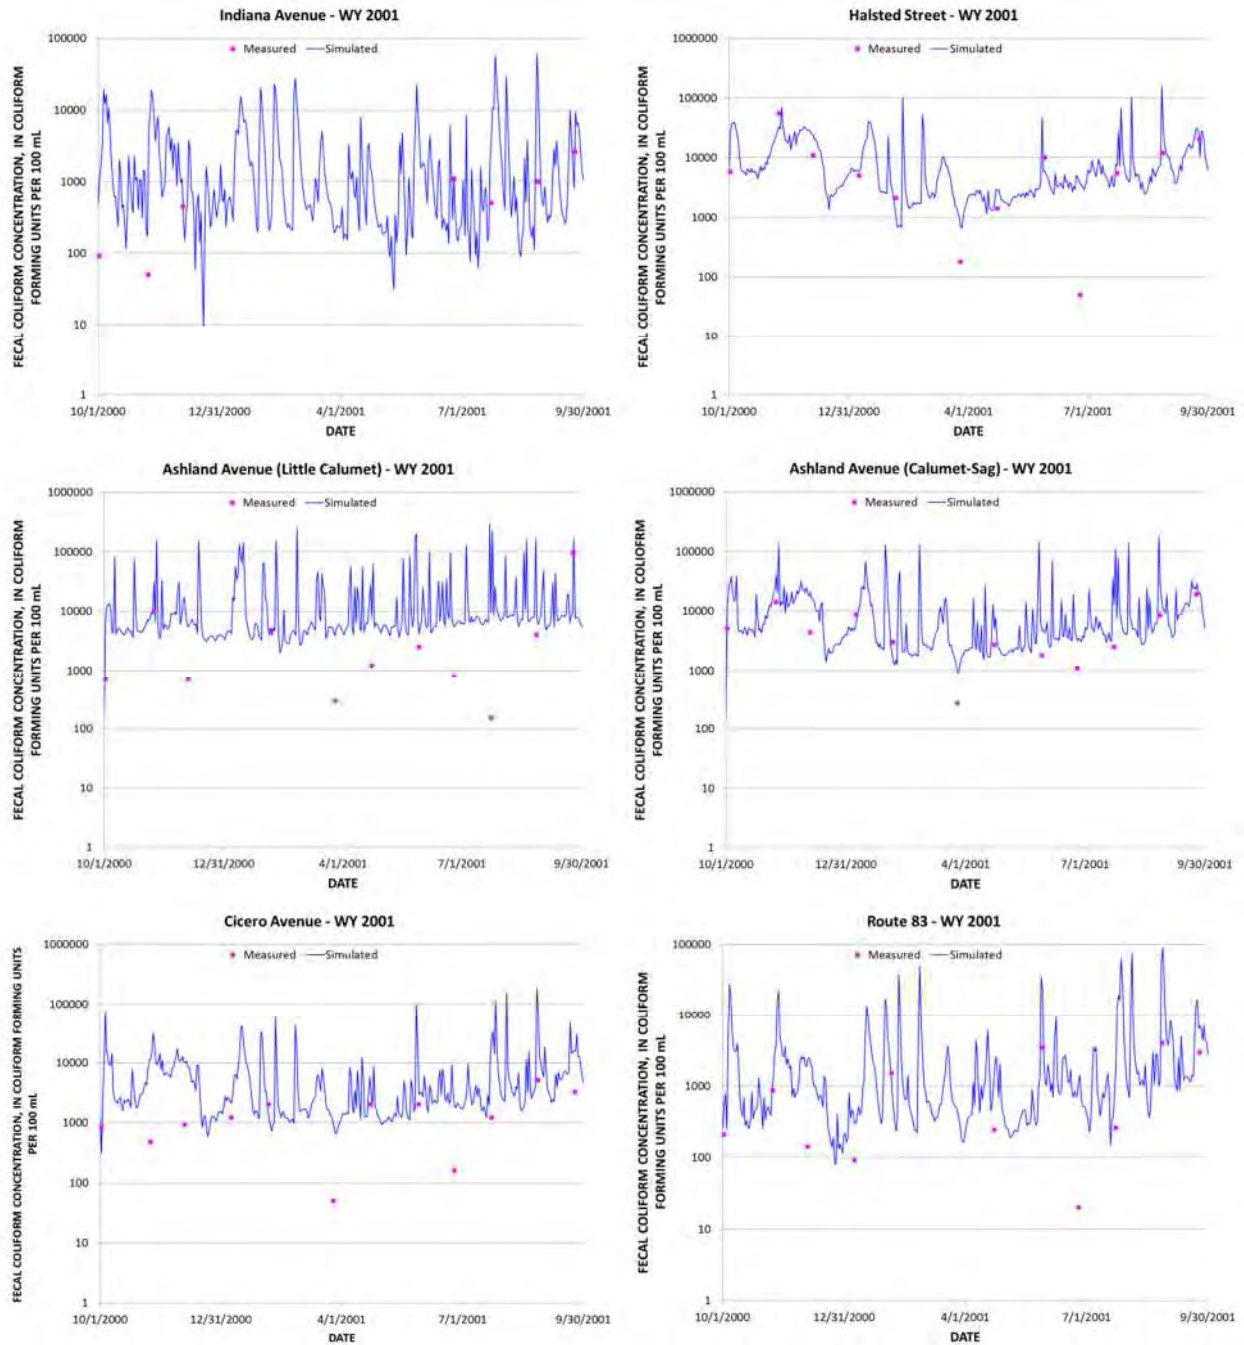 Indiana Avenue - WY 2001
FECAL COLIFORM CONCENTRATION, IN COLIFORM
FORMING UNITS PER 100 mL
Measured Simulated
100000
10000
1000
100
10
1
10/1/2000 12/31/2000 4/1/2001 7/1/2001 9/30/2001
DATE
Halsted Street - WY 2001
FECAL COLIFORM CONCENTRATION, IN COLIFORM
FORMING UNITS PER 100 mL
Measured Simulated
1000000
100000
10000
1000
100
10
1
10/1/2000 12/31/2000 4/1/2001 7/1/2001 9/30/2001
DATE
Ashland Avenue (Little Calumet) - WY 2001
FECAL COLIFORM CONCENTRATION, IN COLIFORM
FORMING UNITS PER 100 mL
Measured Simulated
1000000
100000
10000
1000
100
10
1
10/1/2000 12/31/2000 4/1/2001 7/1/2001 9/30/2001
DATE
Ashland Avenue (Calumet-Sag) - WY 2001
FECAL COLIFORM CONCENTRATION, IN COLIOFRM
FORMING UNITS PER 100 mL
Measured Simulated
1000000
100000
10000
1000
100
10
1
10/1/2000 12/31/2000 4/1/2001 7/1/2001 9/30/2001
DATE
Cicero Avenue - WY 2001
FECAL COLIFORM CONCENTRATION, IN COLIFORM FORMING UNITS
PER 100 mL
Measured Simulated
1000000
100000
10000
1000
100
10
1
10/1/2000 12/31/2000 4/1/2001 7/1/2001 9/30/2001
DATE
Route 83 - WY 2001
FECAL COLIFORM CONCENTRATION, IN COLIFORM
FORMING UNITS PER 100 mL
Measured Simulated
100000
10000
1000
100
10
1
10/1/2000 12/31/2000 4/1/2001 7/1/2001 9/30/2001
DATE